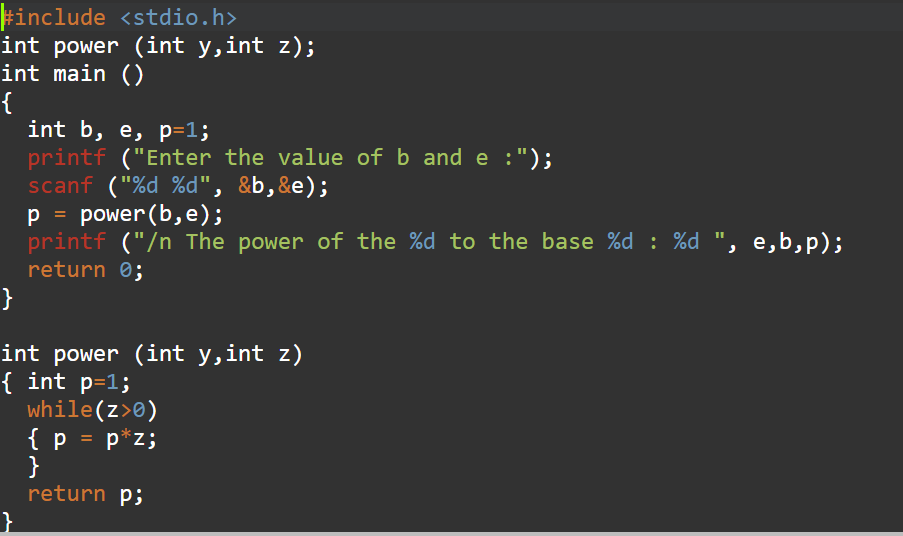 #include <stdio.h>
int power (int y,int z);
int main ()
{
  int b, e, p=1;
  printf ("Enter the value of b and e :");
  scanf ("%d %d", &b,&e);
  p = power(b,e);
  printf ("/n The power of the %d to the base %d : %d ", e,b,p);
  return 0;
}

int power (int y,int z)
{ int p=1;
  while(z>0)
  { p = p*z;
  }
  return p;
}